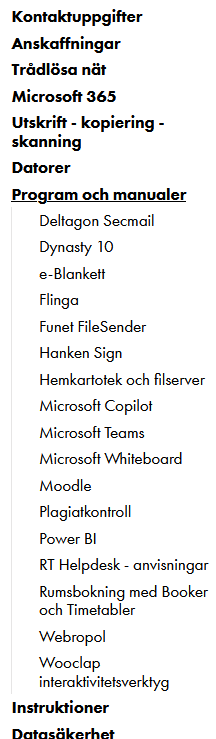 Kontaktuppgifter
Anskaffningar
Trådlösa nät
Microsoft 365
Utskrift - kopiering -
skanning
Datorer
Program och manualer
Deltagon Secmail
Dynasty 10
e-Blankett
Flinga
Funet FileSender
Hanken Sign
Hemkartotek och filserver
Microsoft Copilot
Microsoft Teams
Microsoft Whiteboard
Moodle
Plagiatkontroll
Power BI
RT Helpdesk - anvisningar
Rumsbokning med Booker
och Timetabler
Webropol
Wooclap
interaktivitetsverktyg
Instruktioner
Datasäkerhet